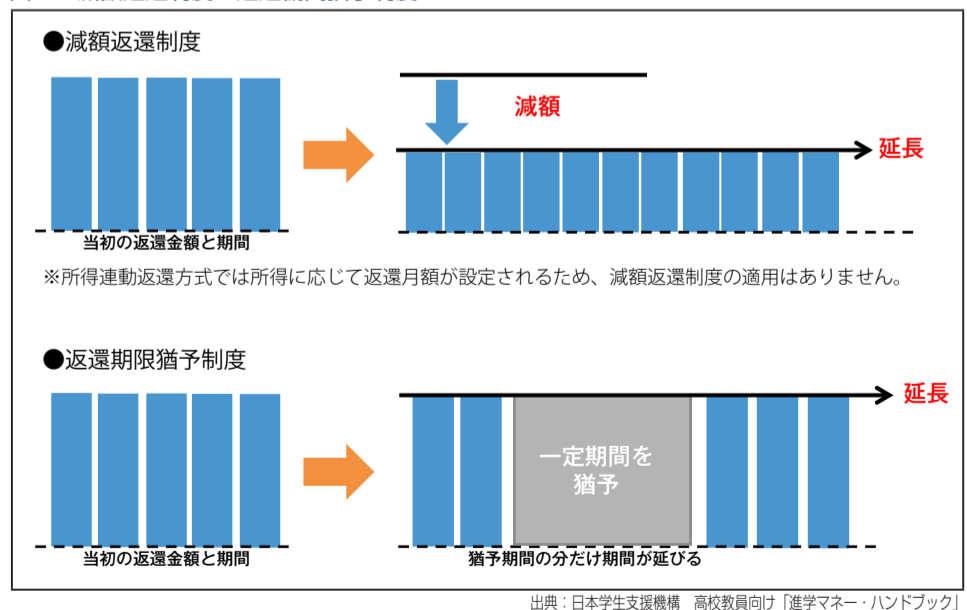 ●減額返還制度
減額
延長
当初の返還金額と期間
※所得連動返還方式では所得に応じて返還月額が設定されるため、減額返還制度の適用はありません。
●返還期限猶予制度
延長
一定期間を
猶予
当初の返還金額と期間
猶予期間の分だけ期間が延びる
出典：日本学生支援機構　高校教員向け「進学マネー・ハンドブック」